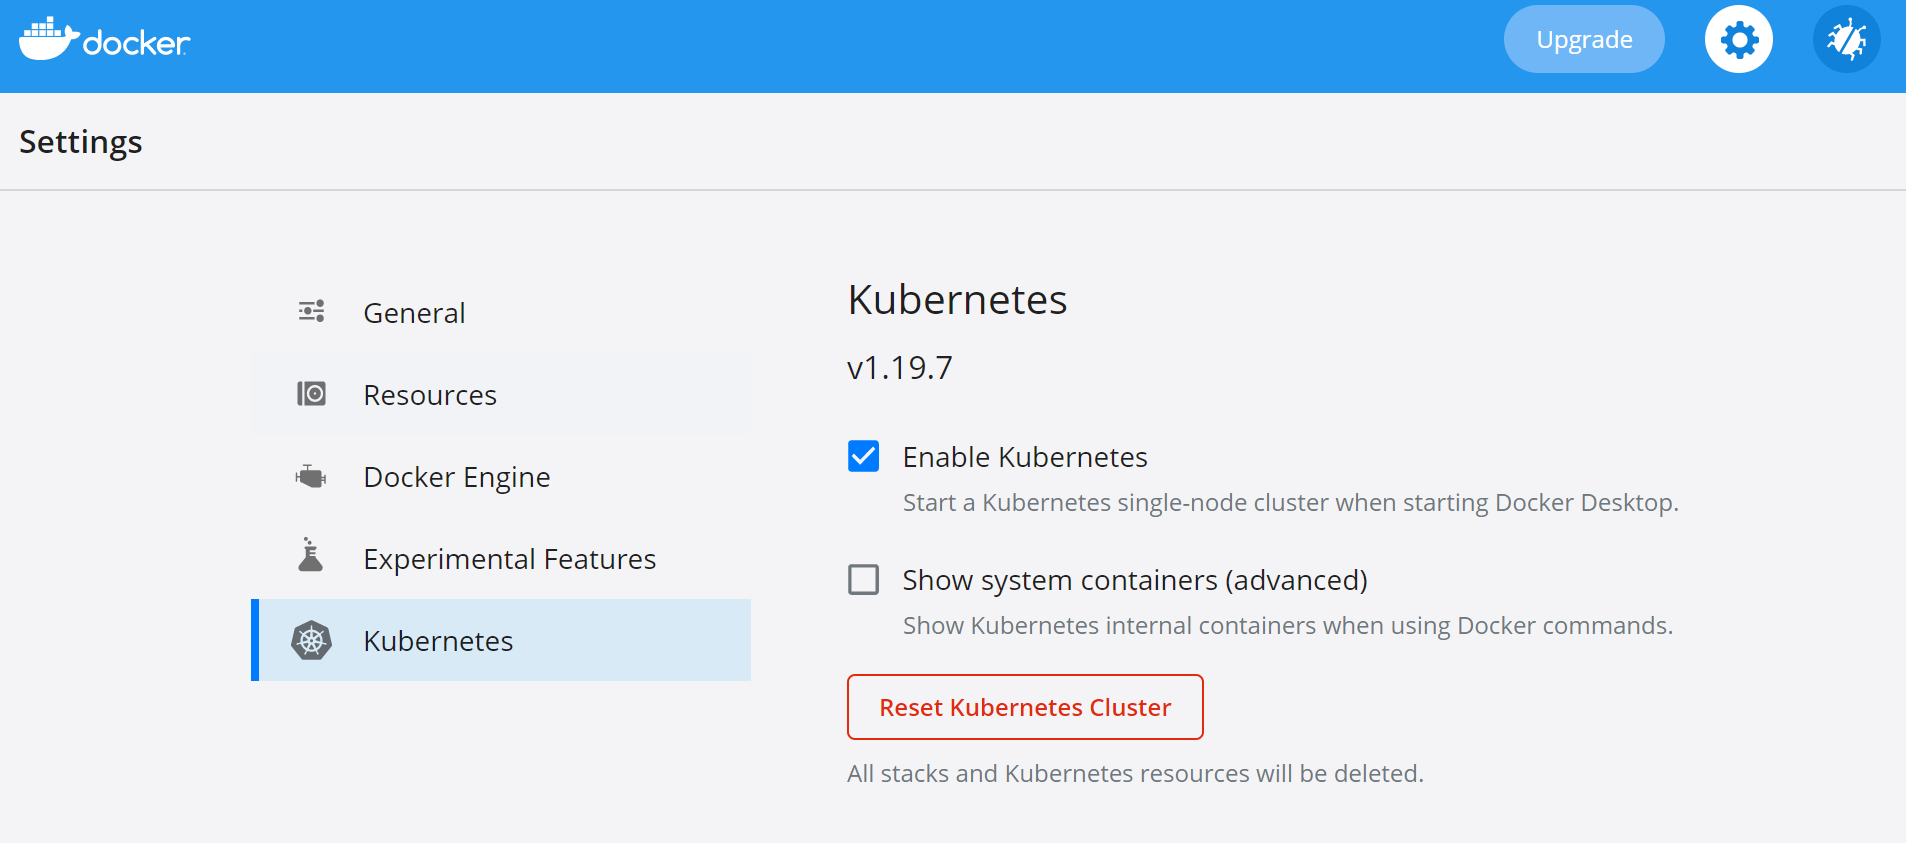 docker
Upgrade
Settings
General
Resources
Docker Engine
Experimental Features
Kubernetes
Kubernetes
v1.19.7
Enable Kubernetes
Start a Kubernetes single-node cluster when starting Docker Desktop.
Show system containers (advanced)
Show Kubernetes internal containers when using Docker commands.
Reset Kubernetes Cluster
All stacks and Kubernetes resources will be deleted.